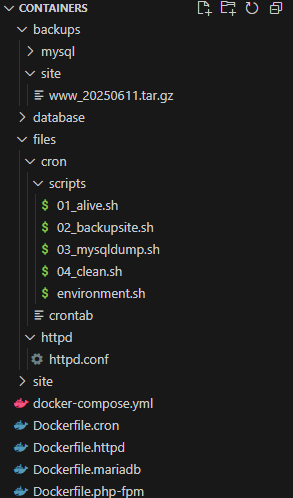 CONTAINERS
backups
mysql
site
www_20250611.tar.gz
database
files
cron
scripts
$ 01_alive.sh
$ 02_backupsite.sh
$ 03_mysqldump.sh
$ 04_clean.sh
$ environment.sh
crontab
httpd
httpd.conf
site
docker-compose.yml
Dockerfile.cron
Dockerfile.httpd
Dockerfile.mariadb
Dockerfile.php-fpm